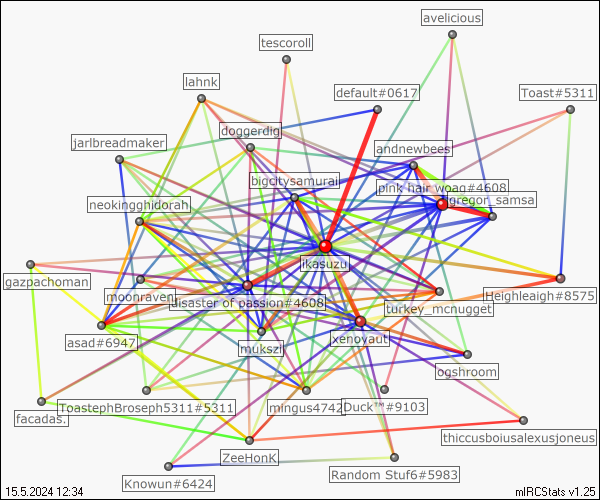 avelicious
tescoroll
lahnk
default#0617
Toast#5311
doggerdig
jarlbreadmaker
andnewbees
bigcitysamurai
pink hair woag#4608
gregor_samsa
neokingghidorah
ikasuzu
gazpachoman
moonraven
disaster of passion#4608
turkey_mcnugget
Heighleaigh#8575
asad#6947
mukszi
xenoyaut
ogshroom
facadas.
ToastephBroseph5311#5311
mingus4742
Duck™#9103
thiccusboiusalexusjoneus
ZeeHonK
Knowun#6424
Random Stuf6#5983
15.5.2024 12:34
mIRCStats v1.25